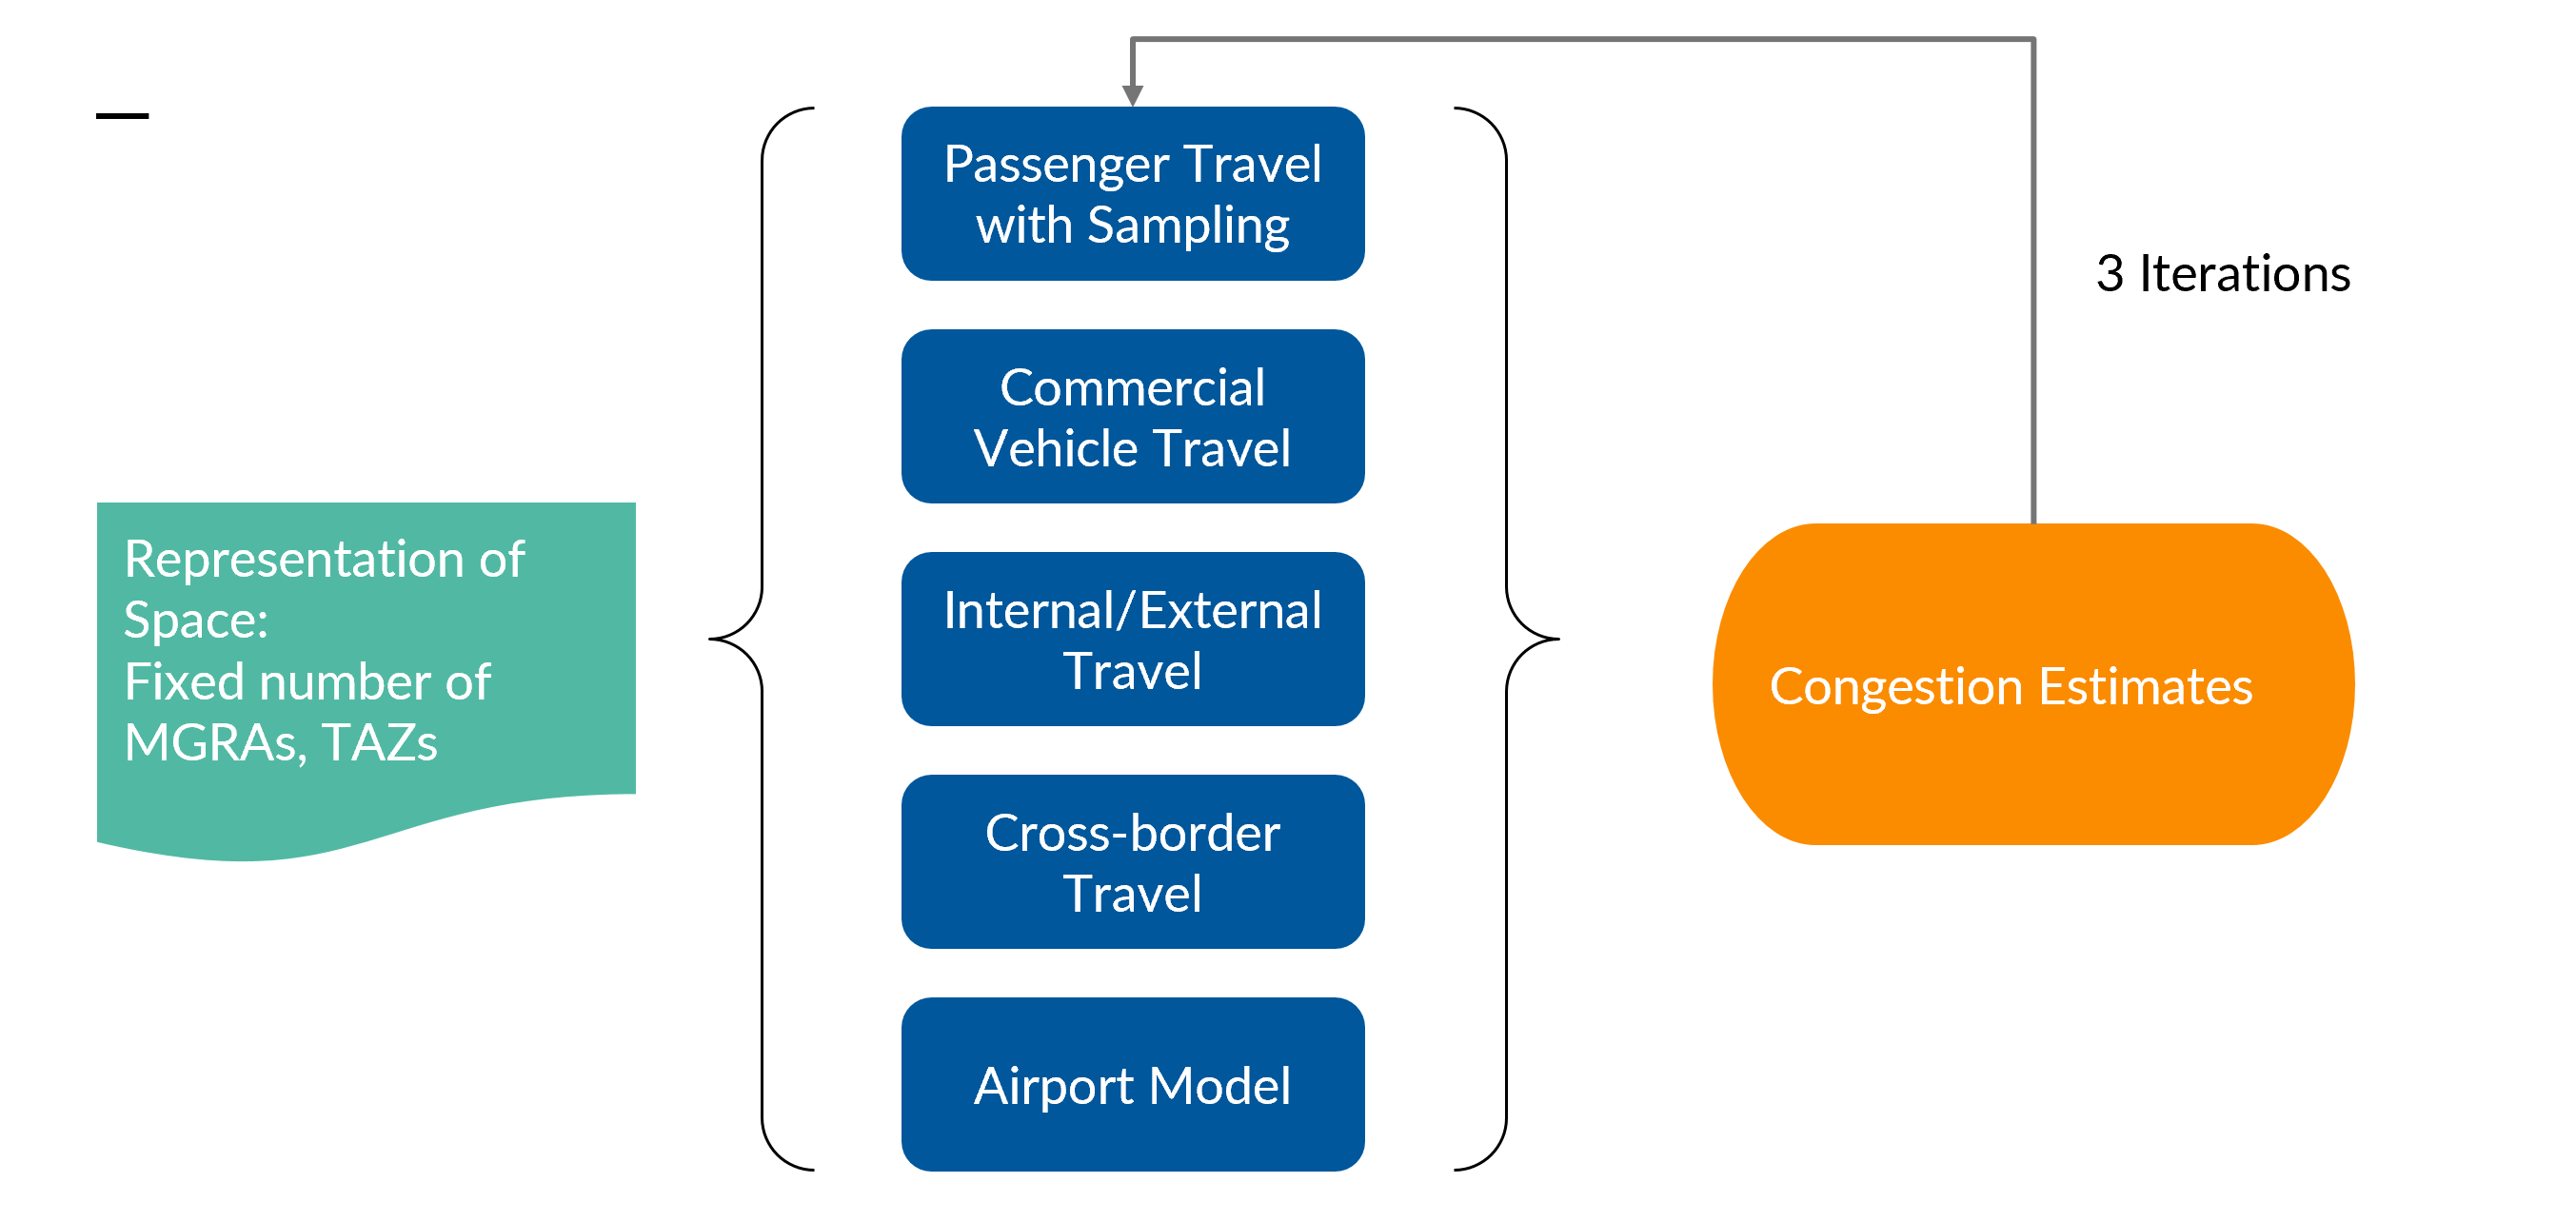 Passenger Travel
with Sampling
3 Iterations
Commercial
Vehicle Travel
Representation of
Space:
Fixed number of
MGRAs, TAZs
Internal/External
Travel
Congestion Estimates
Cross-border
Travel
Airport Model